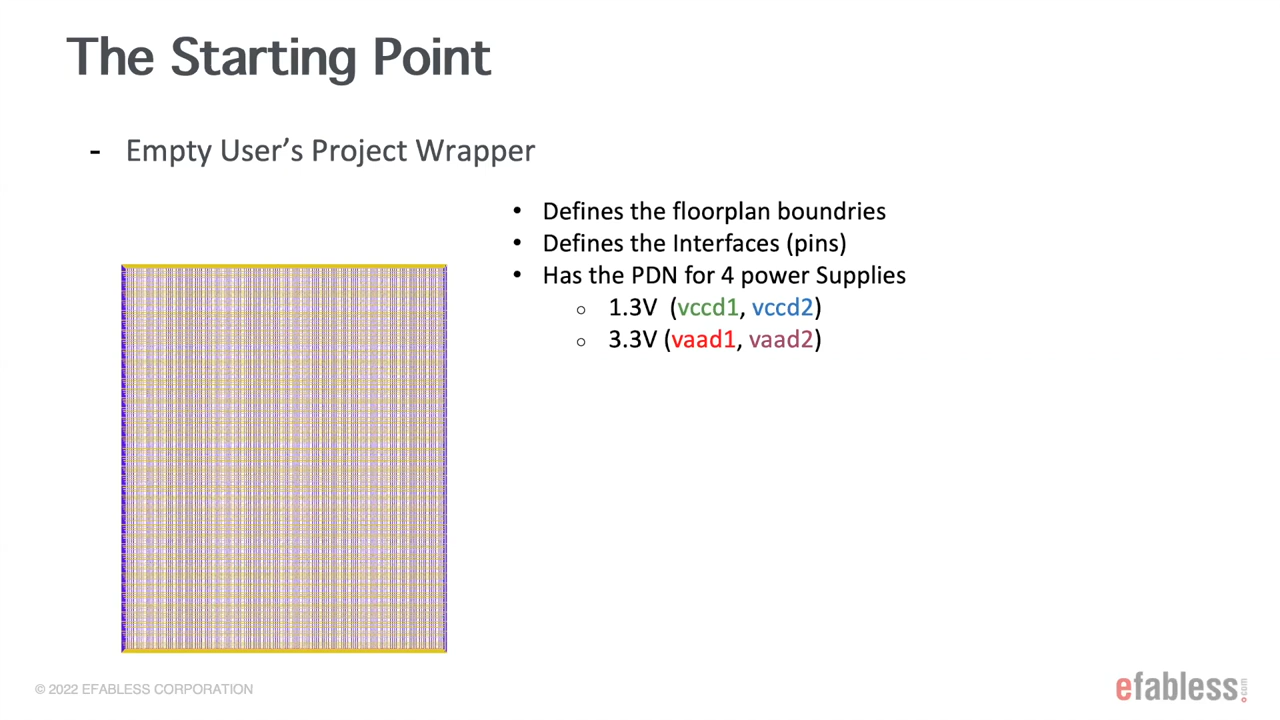 The Starting Point
- Empty User's Project Wrapper
• Defines the floorplan boundries
• Defines the Interfaces (pins)
• Has the PDN for 4 power Supplies
○ 1.3V (vccd1, vccd2)
○ 3.3V (vaad1, vaad2)
© 2022 EFABLESS CORPORATION
efabless.com